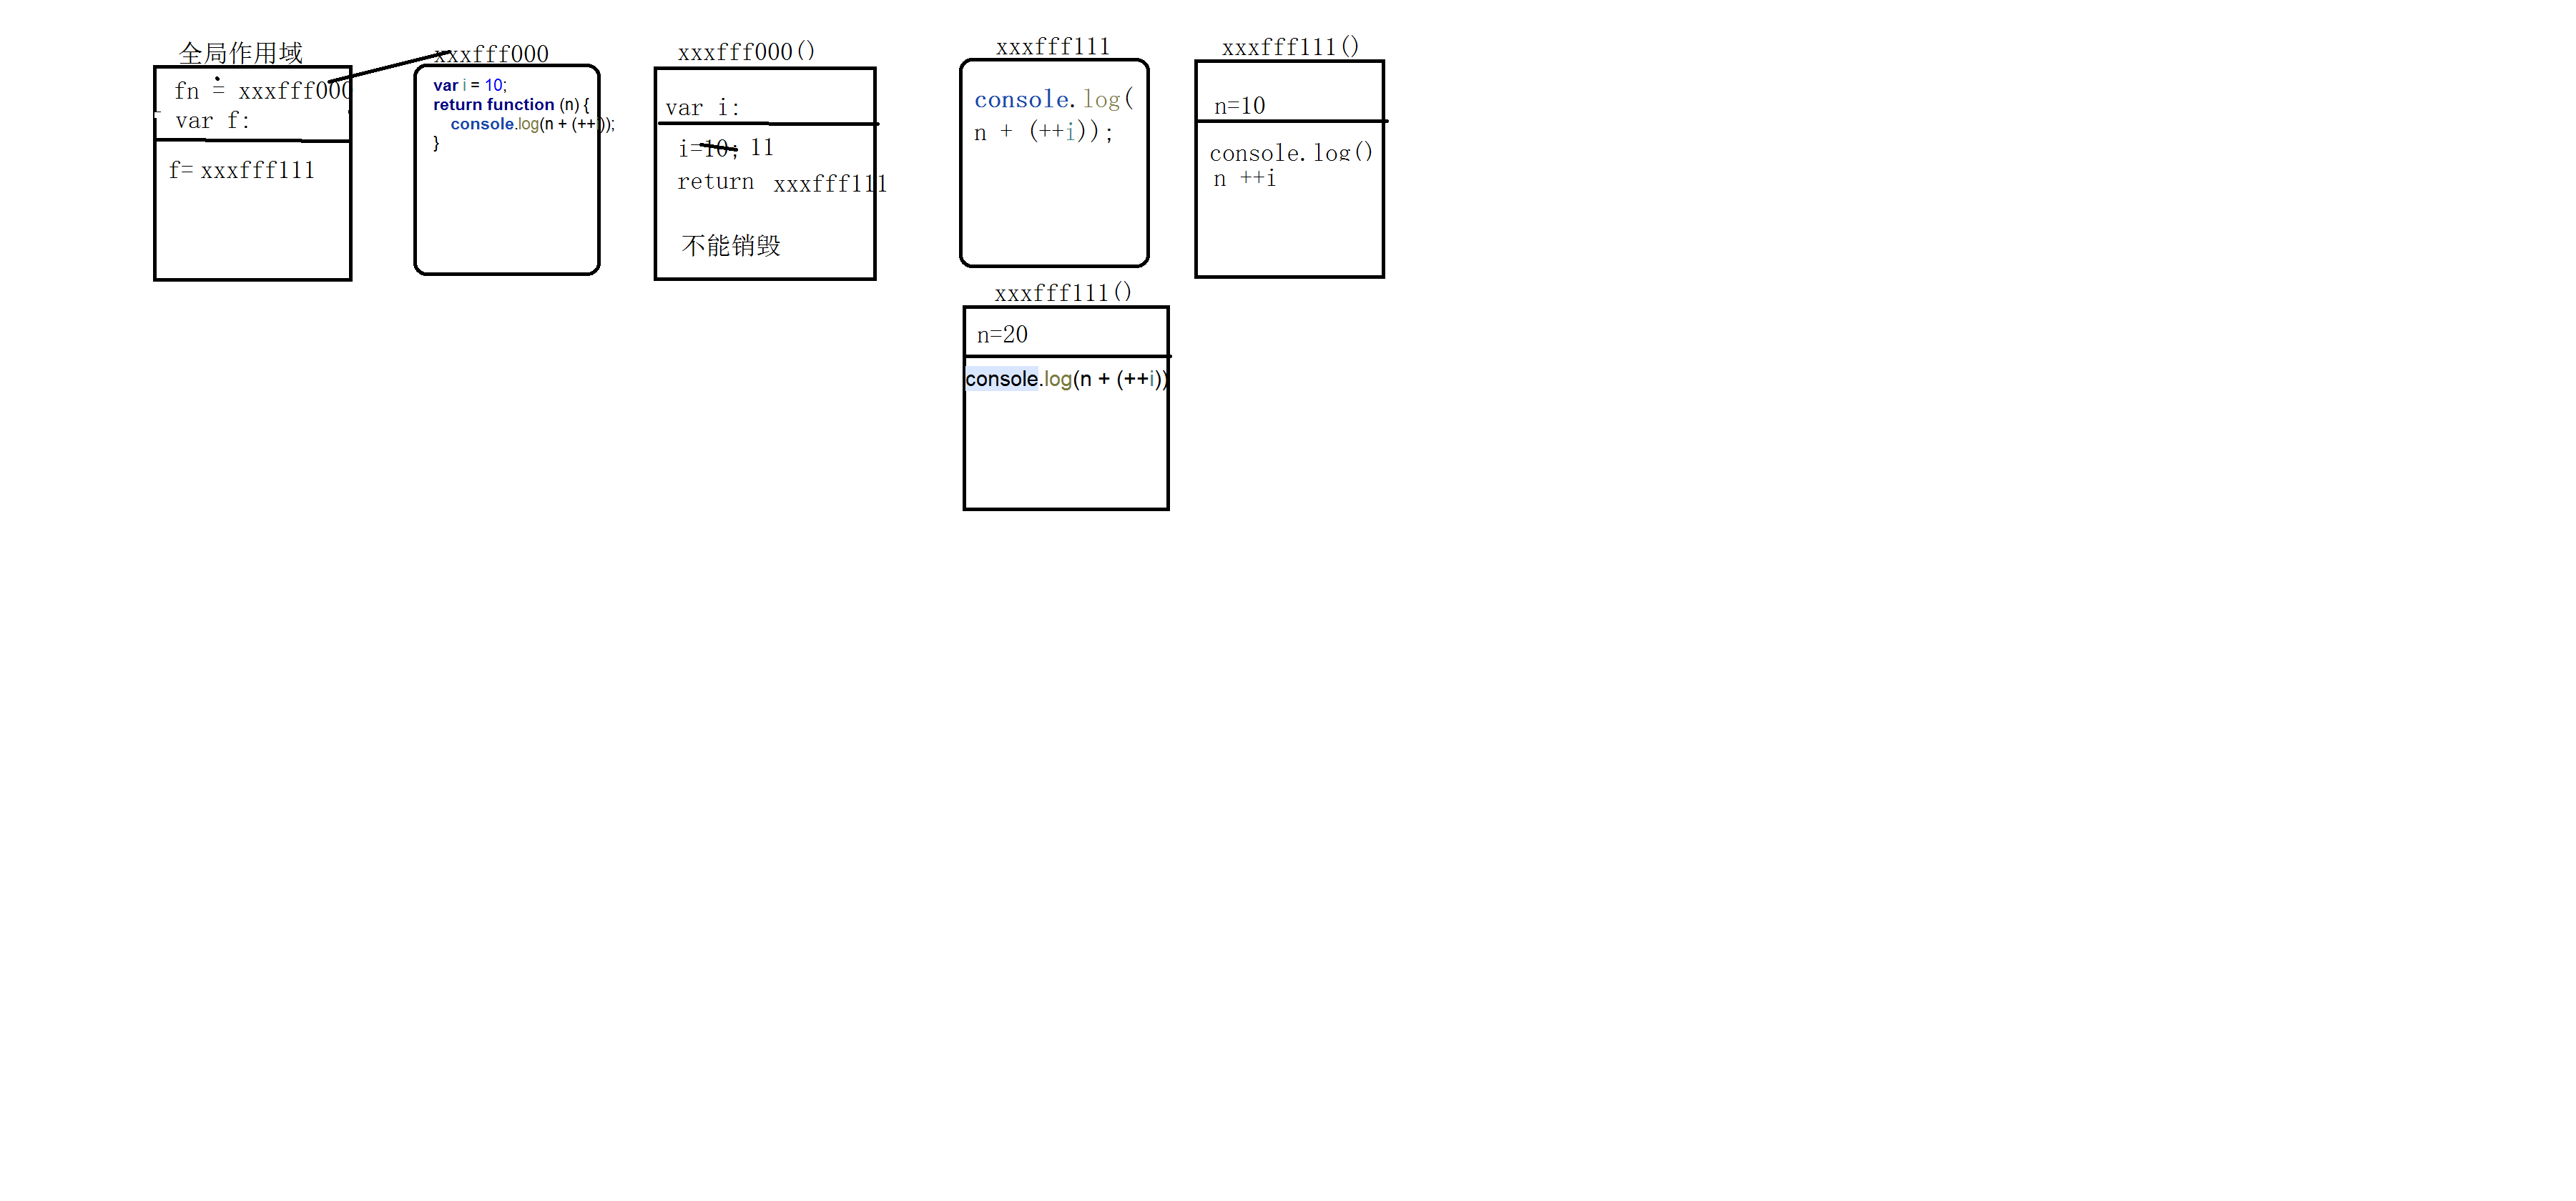 全局作用域
fn = xxxfff000
var f:
f= xxxfff111
xxxfff000
var i = 10;
return function (n) {
console.log(n + (++i));
}
xxxfff000()
var i:
i=10; 11
return xxxfff111
不能销毁
xxxfff111
console.log(
n + (++i));
xxxfff111()
n=10
console.log()
n ++i
xxxfff111()
n=20
console.log(n + (++i))